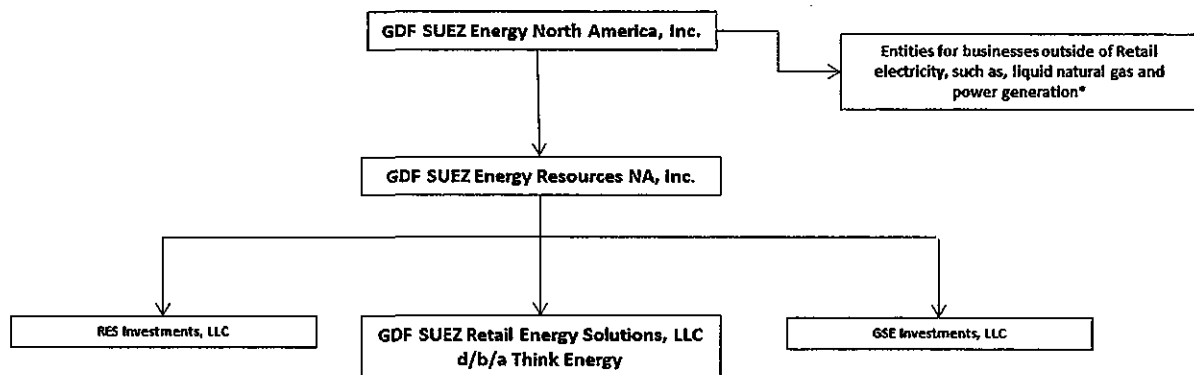 GDF SUEZ Energy North America, Inc.
Entities for businesses outside of Retail
electricity, such as, liquid natural gas and
power generation*
GDF SUEZ Energy Resources NA, Inc.
RES Investments, LLC
GDF SUEZ Retail Energy Solutions, LLC
d/b/a Think Energy
GSE Investments, LLC